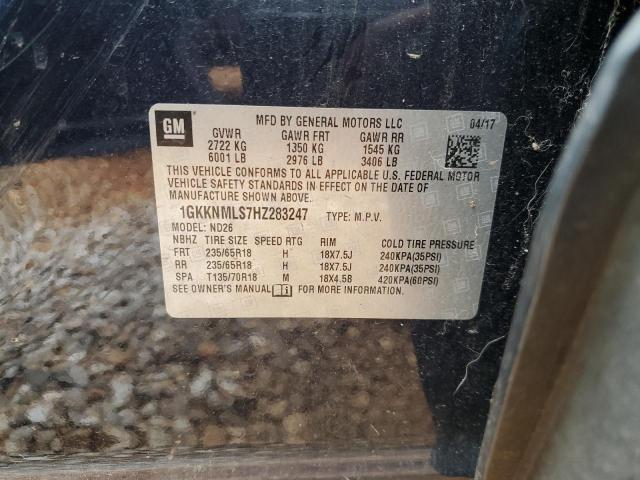 GM
MFD BY GENERAL MOTORS LLC 04/17
GVWR GAWR FRT GAWR RR
2722 KG 1350 KG 1545 KG
6001 LB 2976 LB 3406 LB
THIS VEHICLE CONFORMS TO ALL APPLICABLE U.S. FEDERAL MOTOR
VEHICLE SAFETY STANDARDS IN EFFECT ON THE DATE OF
MANUFACTURE SHOWN ABOVE.
1GKKNMLS7HZ283247 TYPE: M.P.V.
MODEL: ND26
NBHZ TIRE SIZE SPEED RTG RIM COLD TIRE PRESSURE
FRT 235/65R18 H 18X7.5J 240KPA(35PSI)
RR 235/65R18 H 18X7.5J 240KPA(35PSI)
SPA T135/70R18 M 18X4.5B 420KPA(60PSI)
SEE OWNER'S MANUAL FOR MORE INFORMATION.